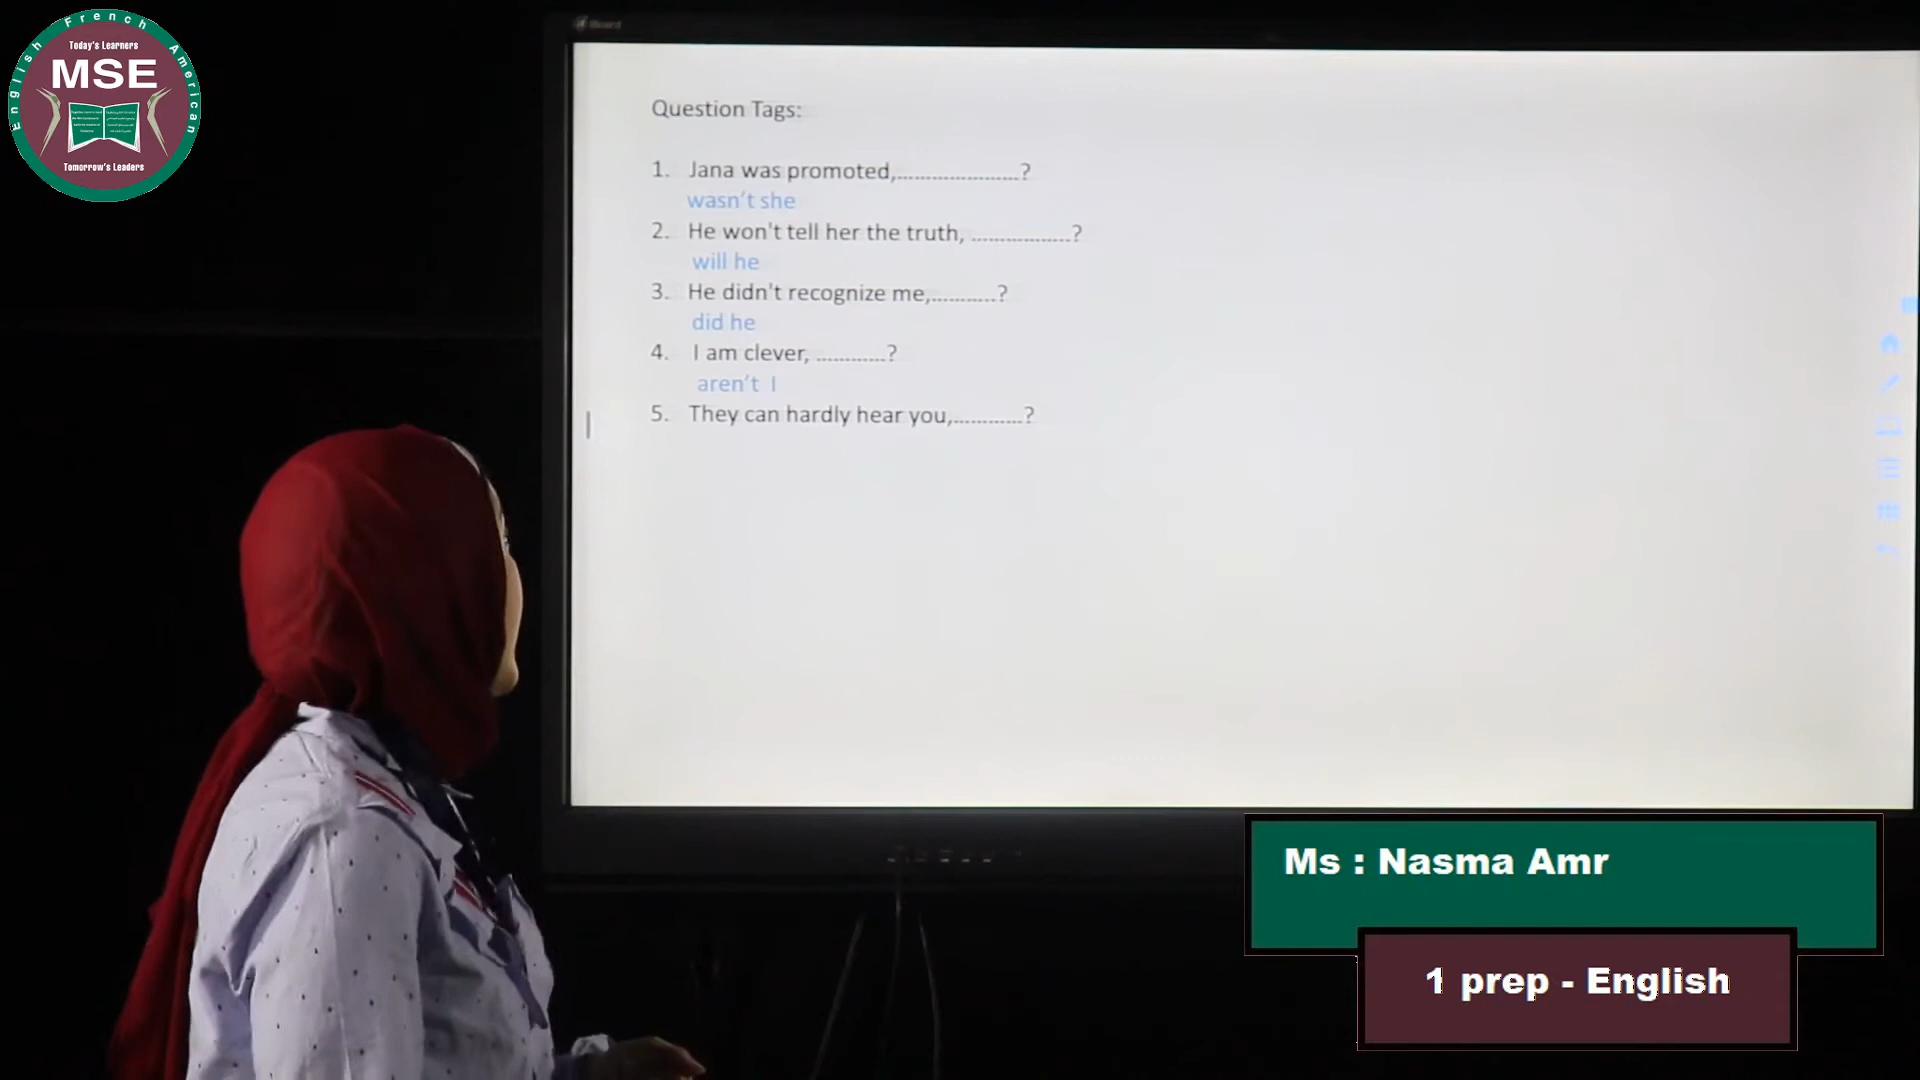 English French American
Today's Learners
MSE
Tomorrow's Leaders
Question Tags:
1. Jana was promoted,.....................?
wasn't she
2. He won't tell her the truth, .................?
will he
3. He didn't recognize me,...........?
did he
4. I am clever, ............?
aren't I
5. They can hardly hear you,............?
Ms : Nasma Amr
1 prep - English